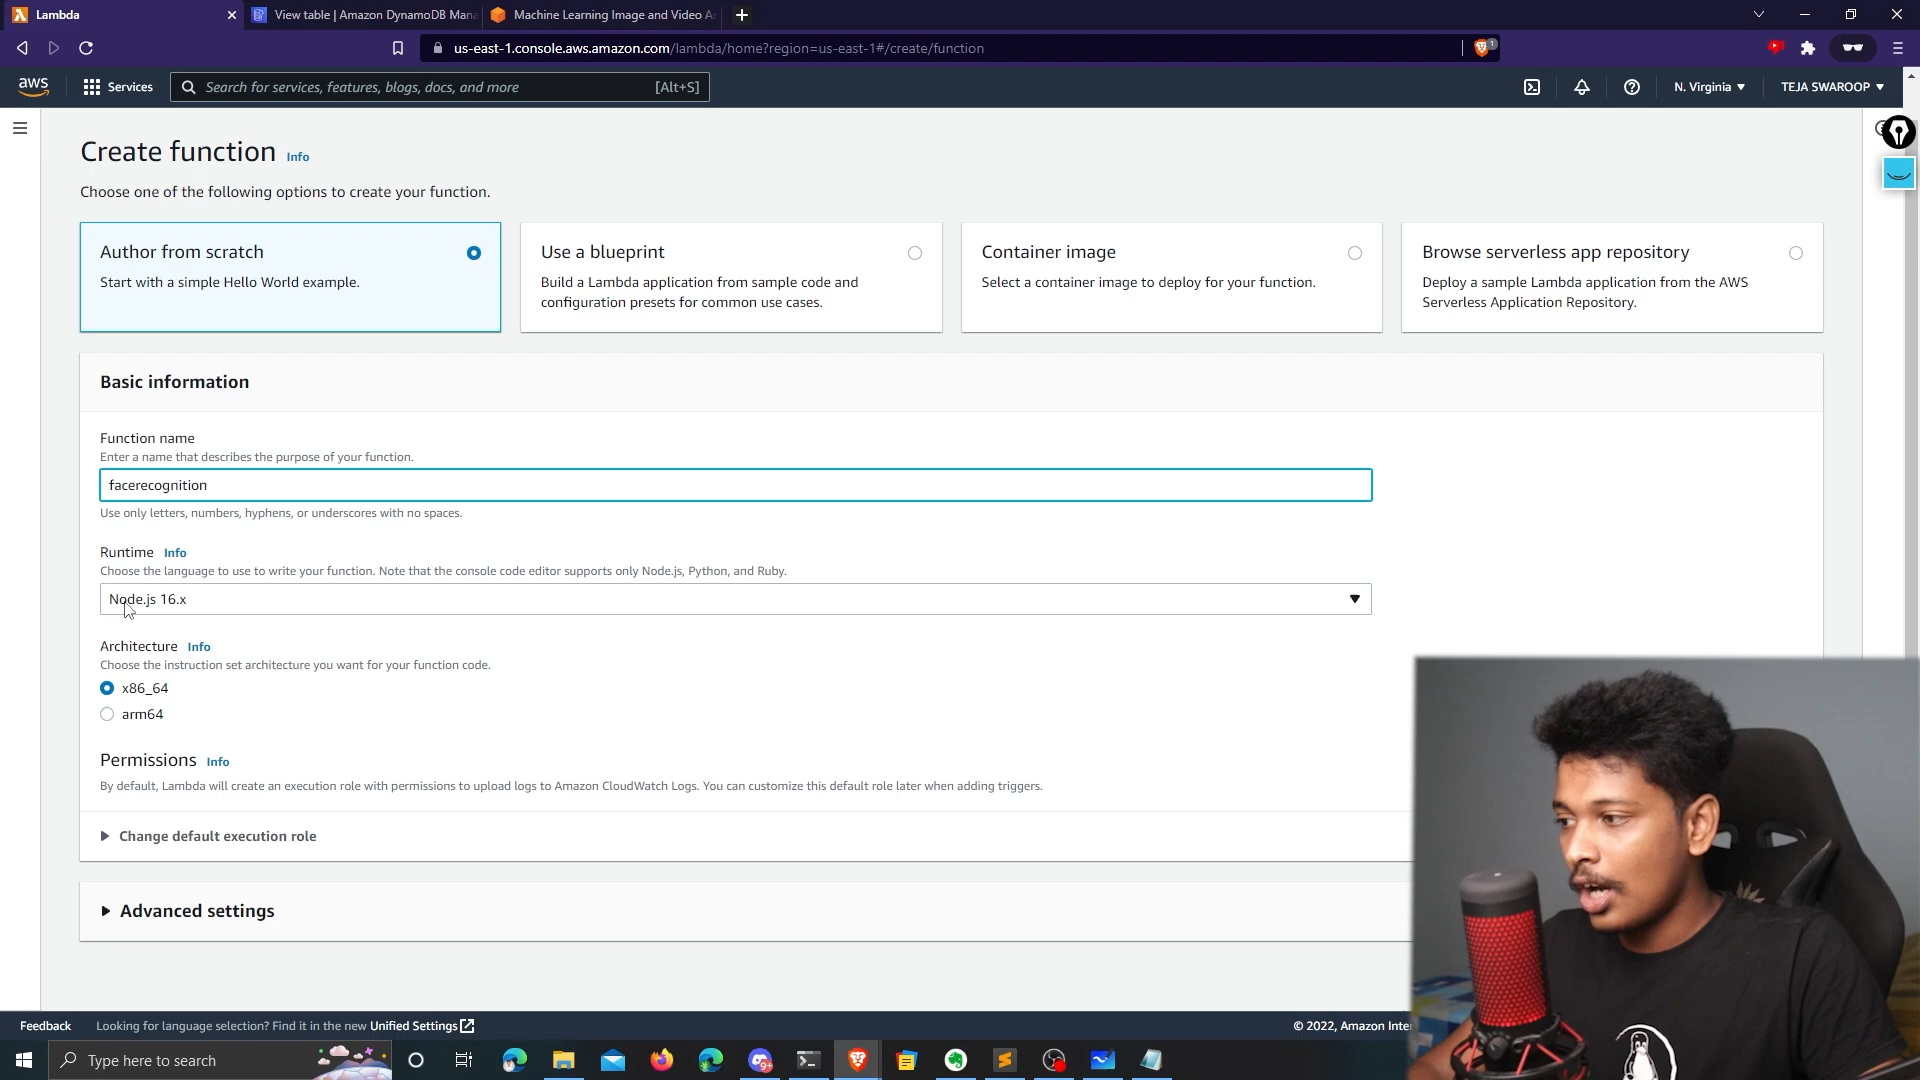 Lambda
View table | Amazon DynamoDB Man
Machine Learning Image and Video A
us-east-1.console.aws.amazon.com/lambda/home?region=us-east-1#/create/function
1
aws
Services
Search for services, features, blogs, docs, and more
[Alt+S]
N. Virginia
TEJA SWAROOP
Create function Info
Choose one of the following options to create your function.
Author from scratch
Start with a simple Hello World example.
Use a blueprint
Build a Lambda application from sample code and
configuration presets for common use cases.
Container image
Select a container image to deploy for your function.
Browse serverless app repository
Deploy a sample Lambda application from the AWS
Serverless Application Repository.
Basic information
Function name
Enter a name that describes the purpose of your function.
facerecognition
Use only letters, numbers, hyphens, or underscores with no spaces.
Runtime Info
Choose the language to use to write your function. Note that the console code editor supports only Node.js, Python, and Ruby.
Node.js 16.x
Architecture Info
Choose the instruction set architecture you want for your function code.
x86_64
arm64
Permissions Info
By default, Lambda will create an execution role with permissions to upload logs to Amazon CloudWatch Logs. You can customize this default role later when adding triggers.
Change default execution role
Advanced settings
Feedback
Looking for language selection? Find it in the new Unified Settings
© 2022, Amazon Inter
Type here to search
9+